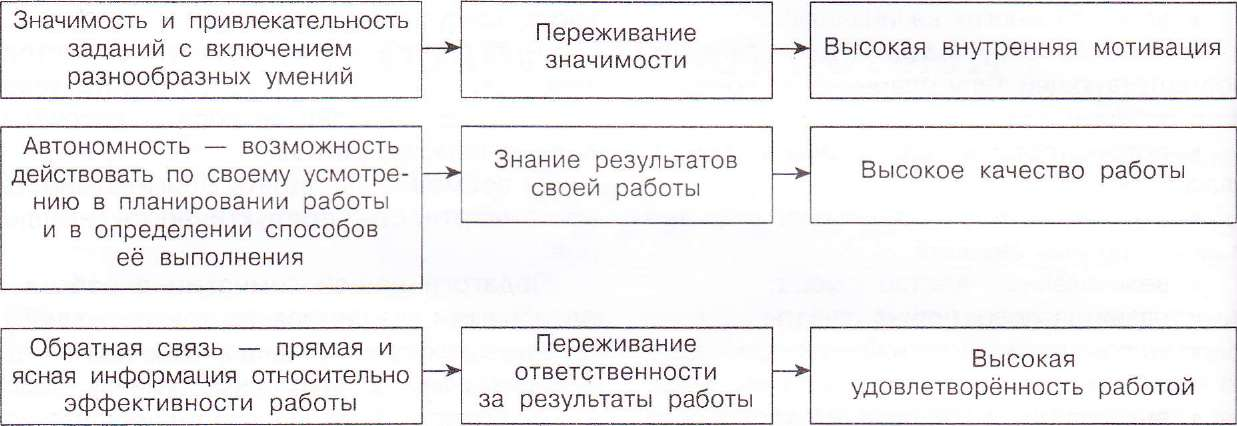 Значимость и привлекательность
заданий с включением
разнообразных умений
Переживание
значимости
Высокая внутренняя мотивация
Автономность — возможность
действовать по своему усмотре-
нию в планировании работы
и в определении способов
её выполнения
Знание результатов
своей работы
Высокое качество работы
Обратная связь — прямая и
ясная информация относительно
эффективности работы
Переживание
ответственности
за результаты работы
Высокая
удовлетворённость работой